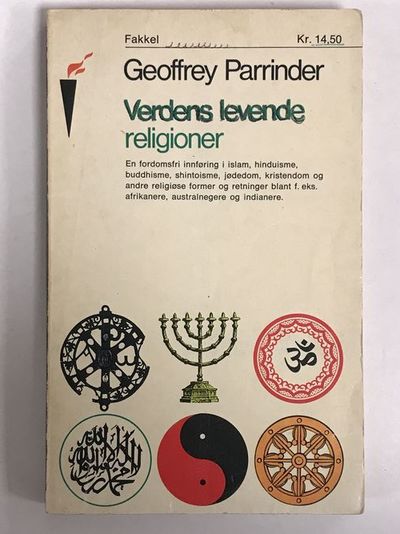 Fakkel
Kr. 14,50
Geoffrey Parrinder
Verdens levende
religioner
En fordomsfri innføring i islam, hinduisme,
buddhisme, shintoisme, jødedom, kristendom og
andre religiøse former og retninger blant f. eks.
afrikanere, australnegere og indianere.
ॐ